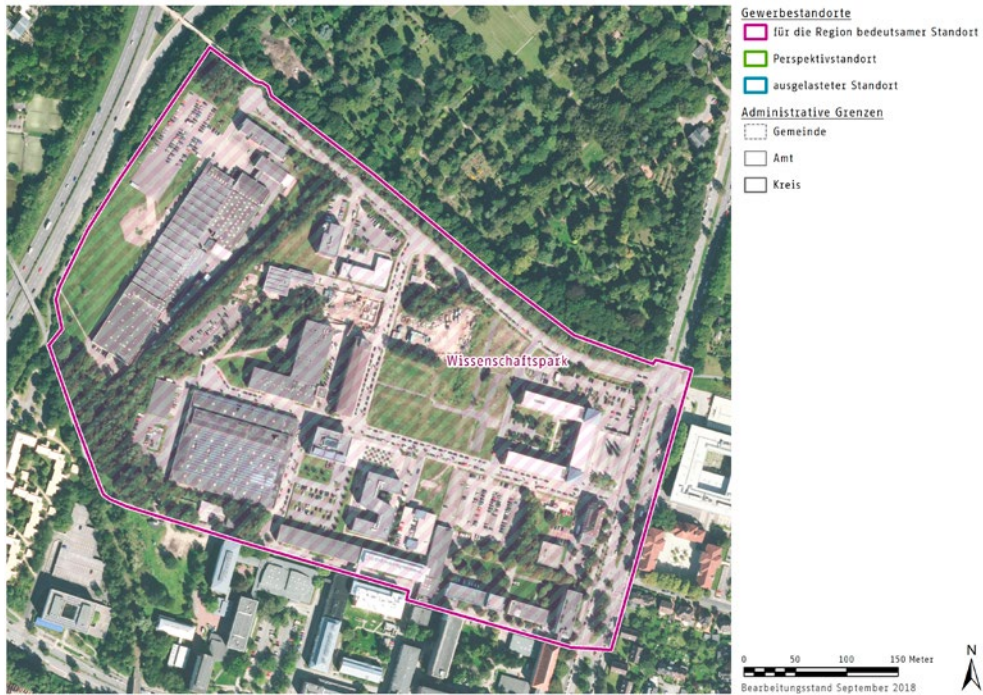 Gewerbestandorte
für die Region bedeutsamer Standort
Perspektivstandort
ausgelasteter Standort
Administrative Grenzen
Gemeinde
Amt
Kreis
Wissenschaftspark
N
0 50 100 150 Meter
Bearbeitungsstand September 2018